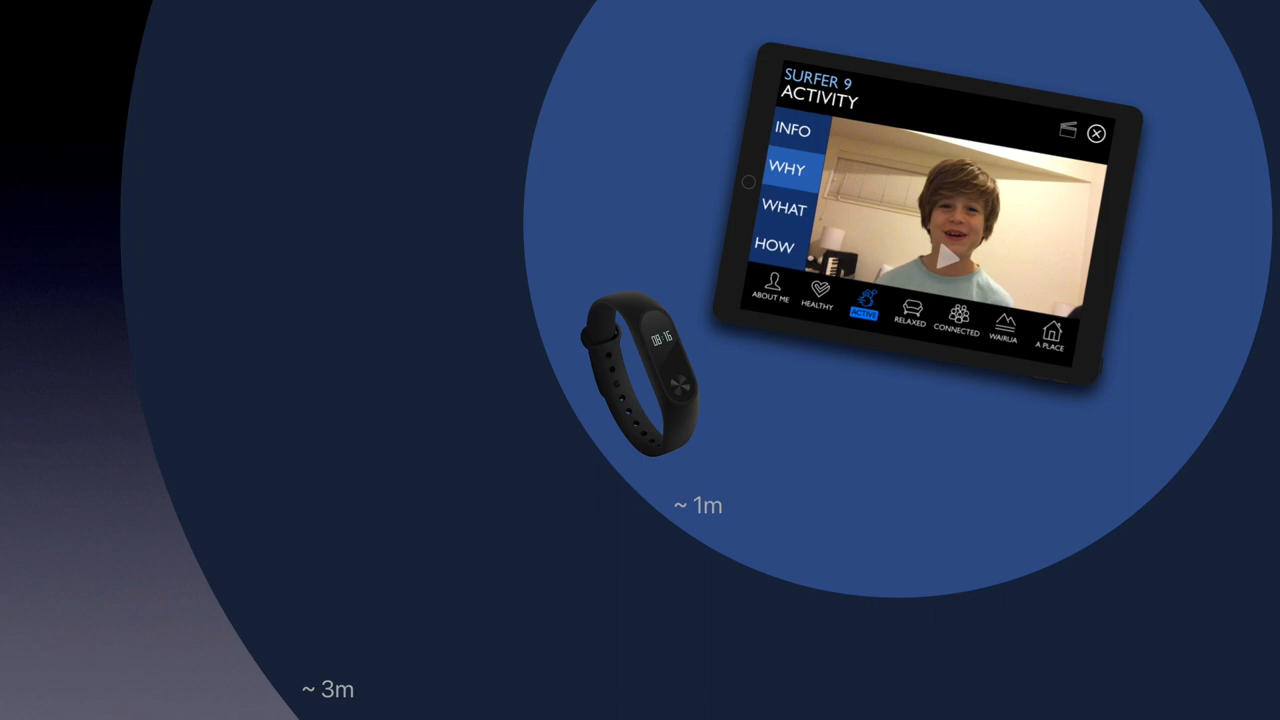 SURFER 9
ACTIVITY
INFO
WHY
WHAT
HOW
ABOUT ME
HEALTHY
ACTIVE
RELAXED
CONNECTED
WAIRUA
A PLACE
08:16
~ 1m
~ 3m